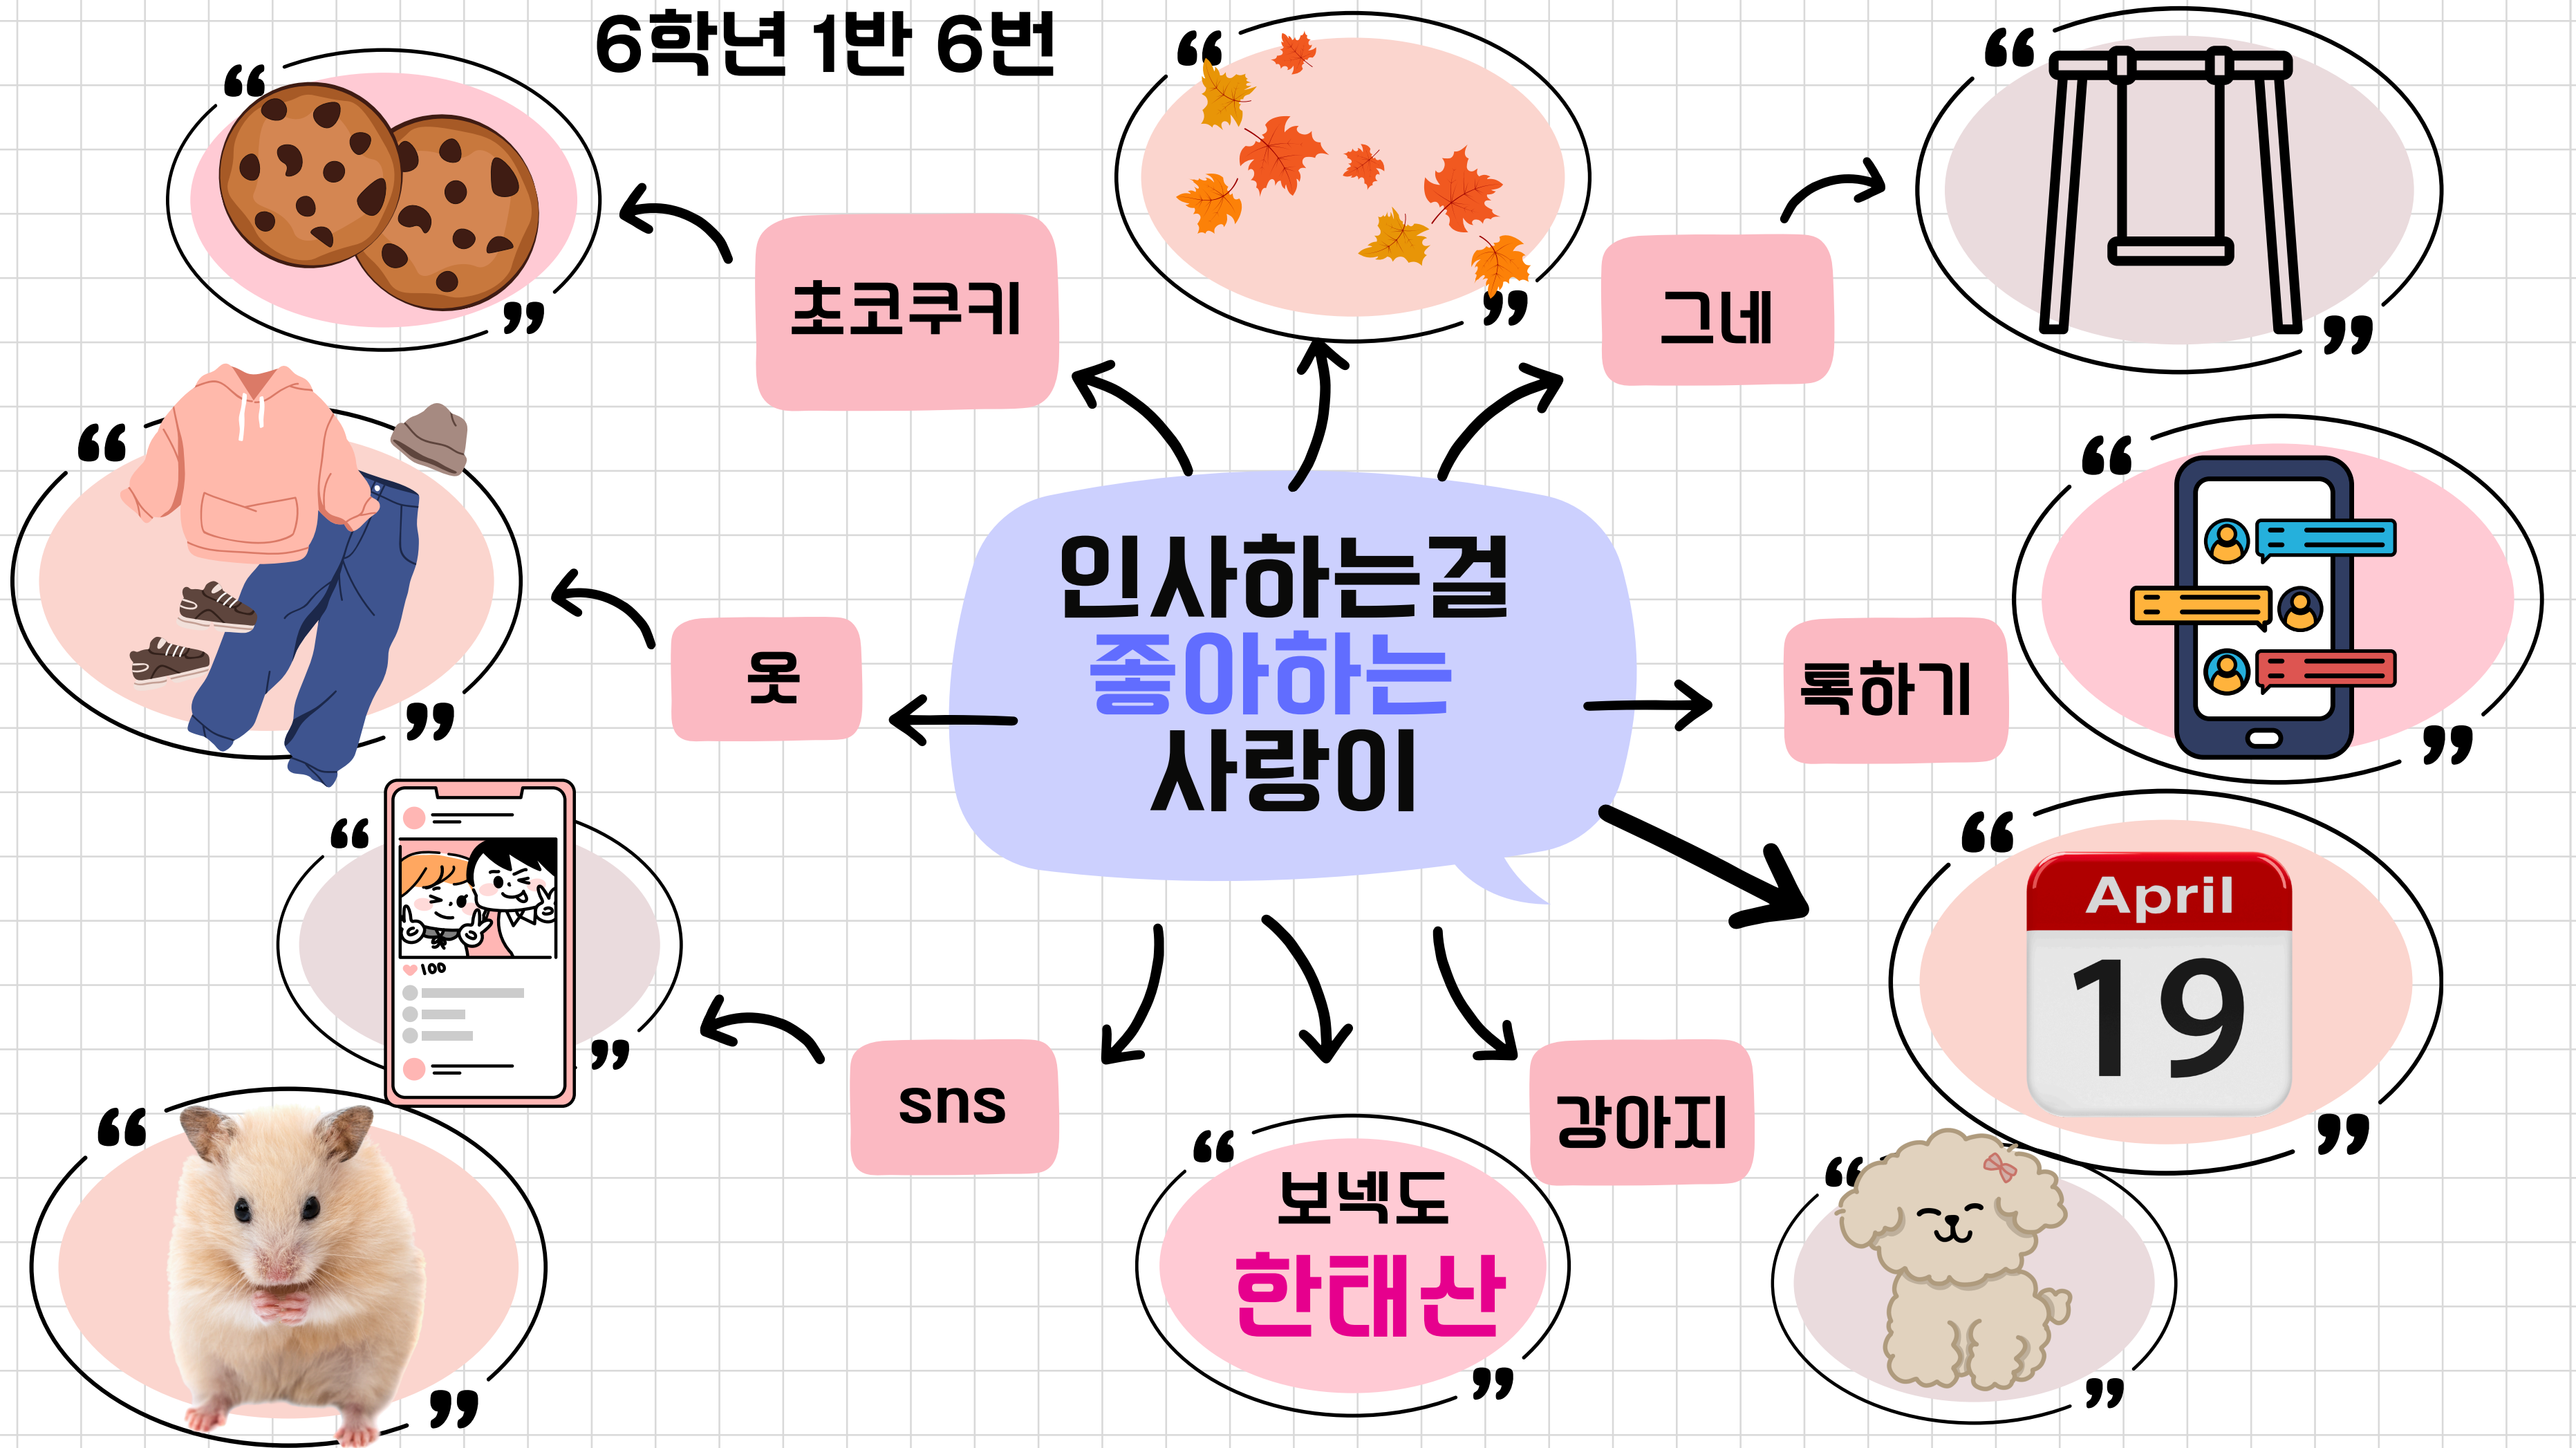 6학년 1반 6번
초코쿠키
그네
인사하는걸
좋아하는
사랑이
옷
톡하기
April
19
100
sns
강아지
보넥도
한태산